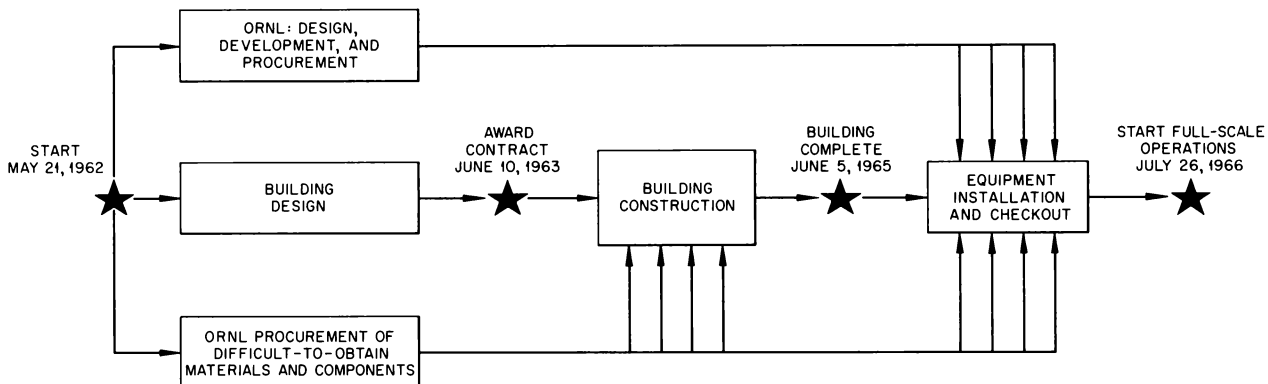 ORNL: DESIGN,
DEVELOPMENT, AND
PROCUREMENT
START
MAY 21, 1962
BUILDING
DESIGN
AWARD
CONTRACT
JUNE 10, 1963
BUILDING
CONSTRUCTION
BUILDING
COMPLETE
JUNE 5, 1965
EQUIPMENT
INSTALLATION
AND CHECKOUT
START FULL-SCALE
OPERATIONS
JULY 26, 1966
ORNL PROCUREMENT OF
DIFFICULT-TO-OBTAIN
MATERIALS AND COMPONENTS